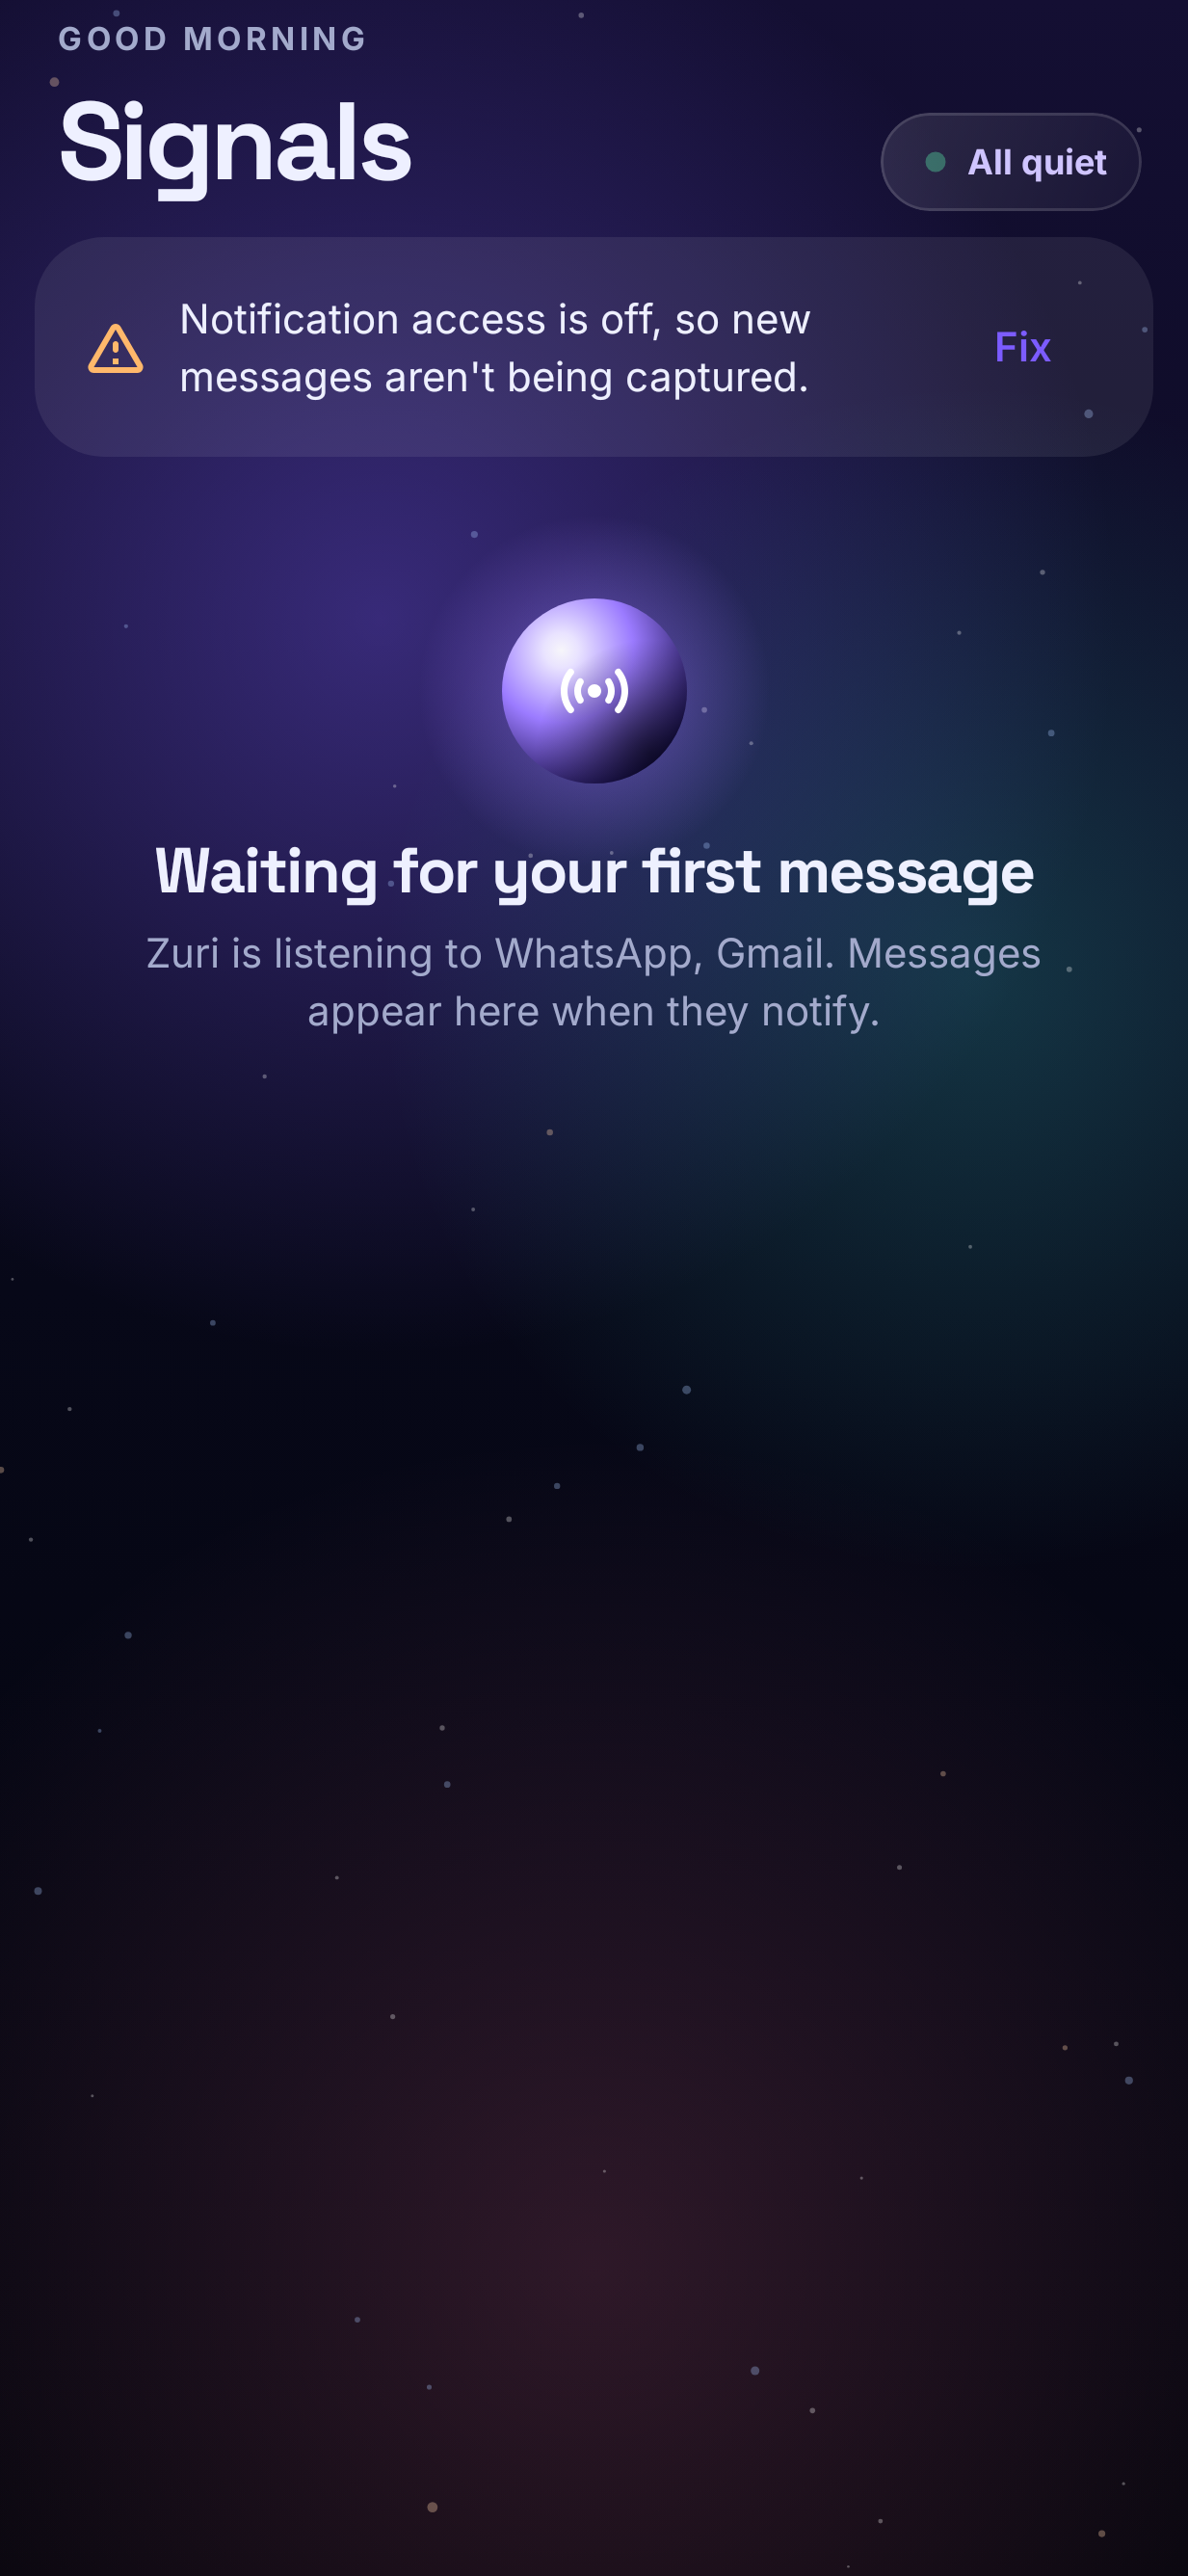 GOOD MORNING
Signals
All quiet
Notification access is off, so new
messages aren't being captured.
Fix
Waiting for your first message
Zuri is listening to WhatsApp, Gmail. Messages
appear here when they notify.